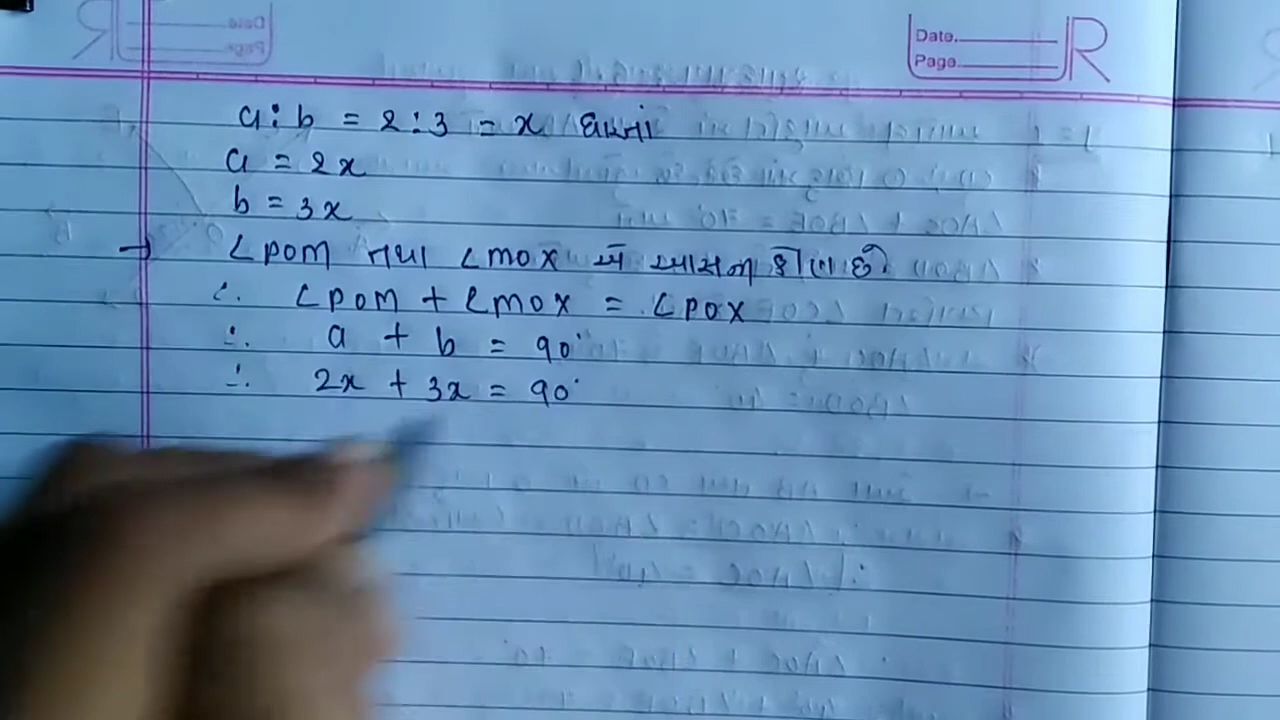 Date.
Page
R
a : b = 2 : 3 = x ધારતાં
a = 2x
b = 3x
→ ∠POM તથા ∠MOX એ આસન્ન કોણ છે.
∴ ∠POM + ∠MOX = ∠POX
∴ a + b = 90°
∴ 2x + 3x = 90°